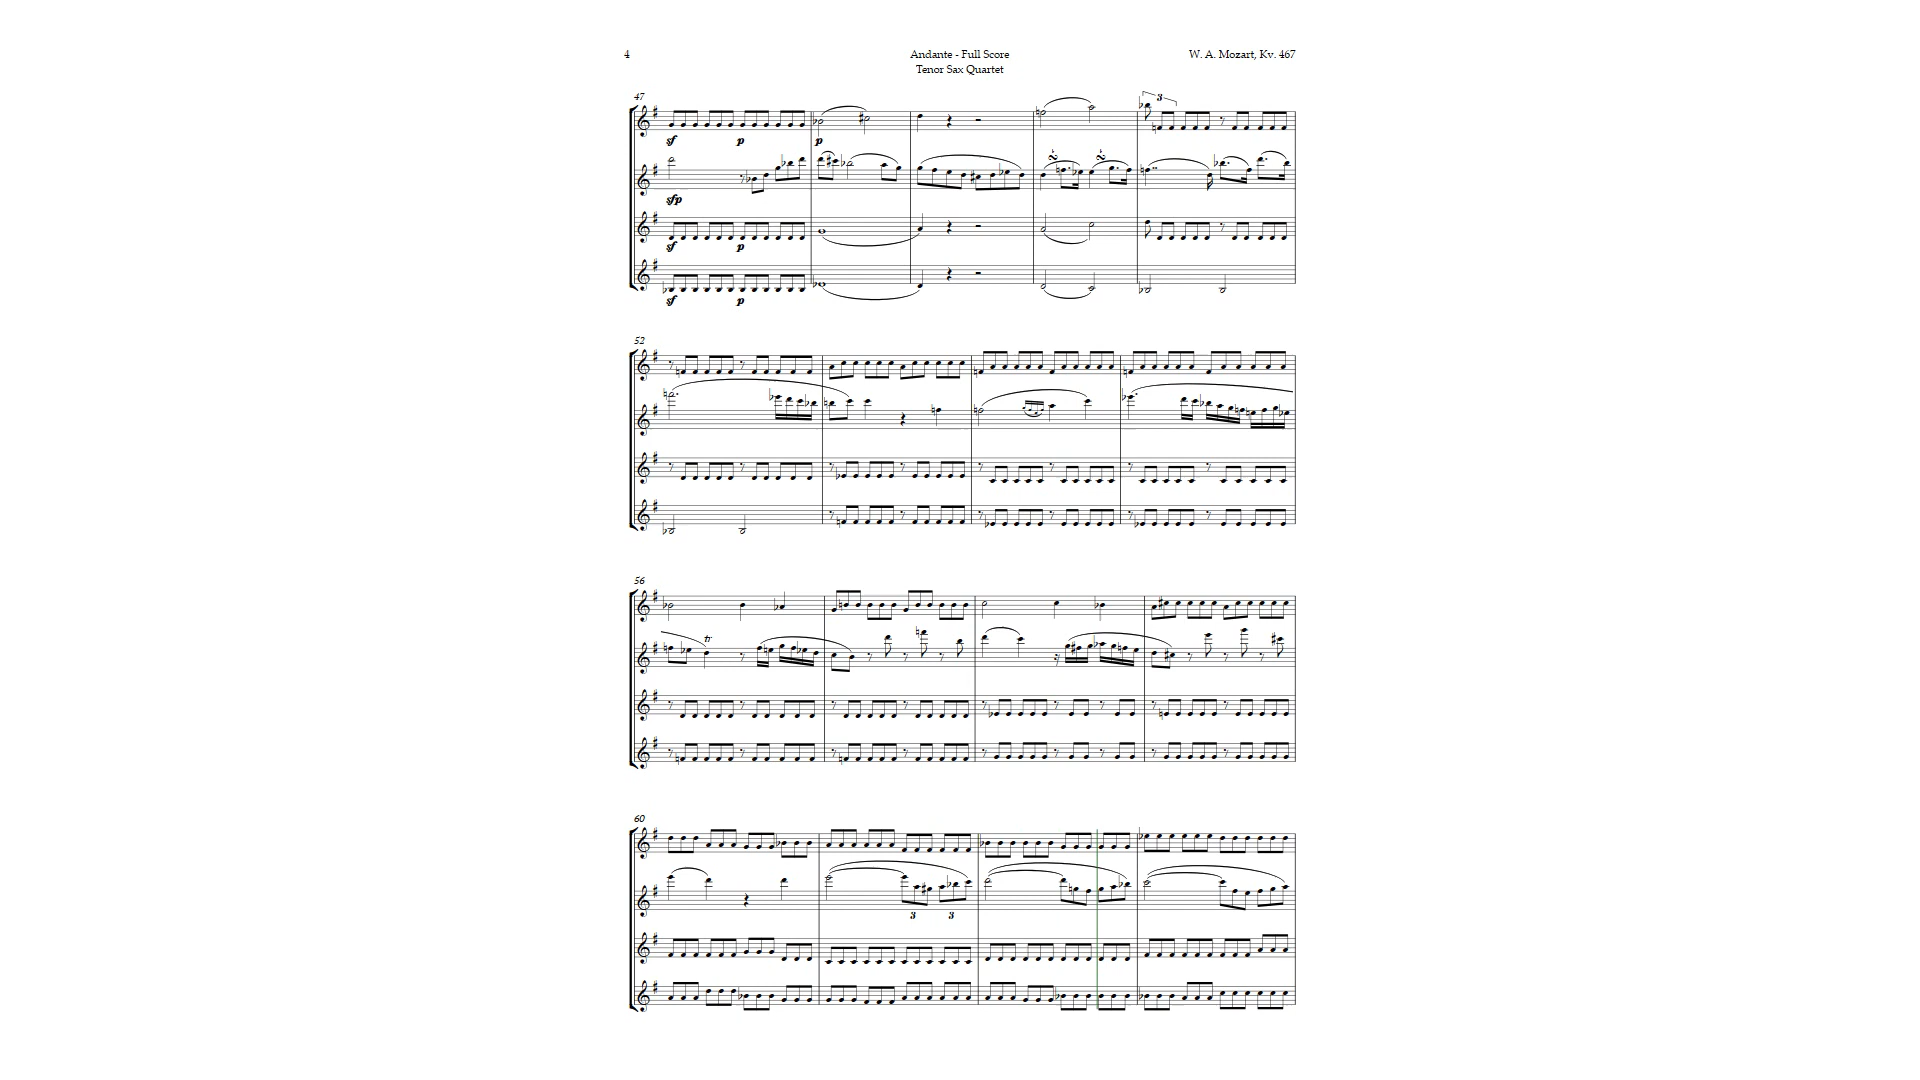 4 Andante - Full Score W. A. Mozart, Kv. 467
Tenor Sax Quartet
47
3
sf p p
sfp
sf p
sf p
52
56
tr
60
3 3